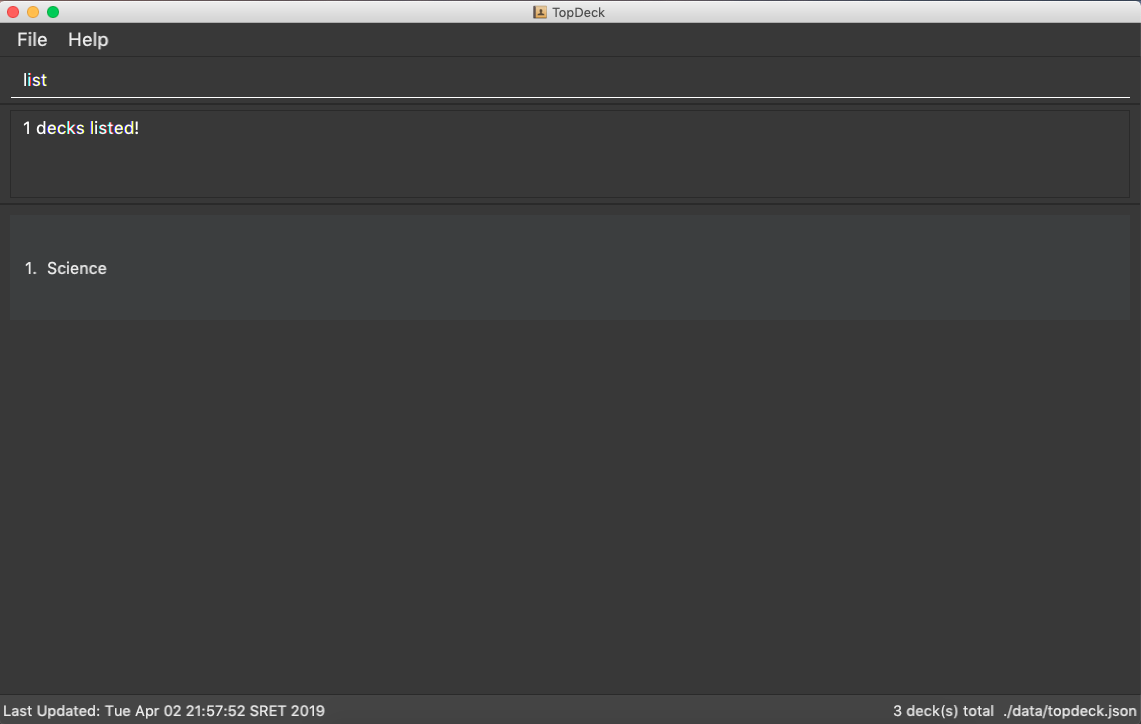 TopDeck
File Help
list
1 decks listed!
1. Science
Last Updated: Tue Apr 02 21:57:52 SRET 2019 3 deck(s) total ./data/topdeck.json